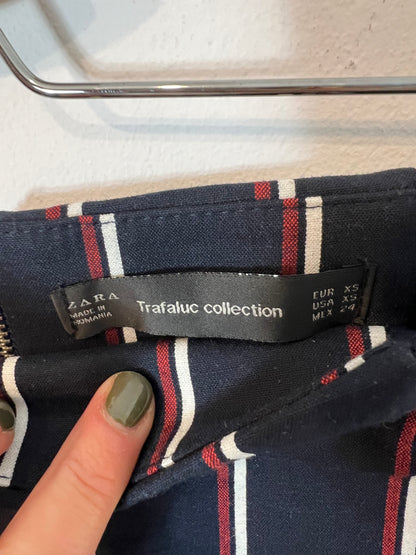 ZARA
MADE IN
ROMANIA
Trafaluc collection
EUR XS
USA XS
MEX 24